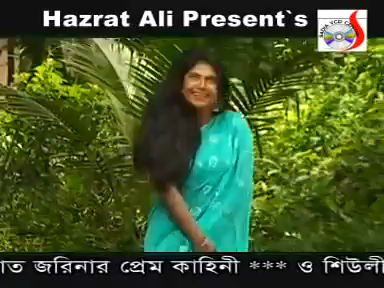 Hazrat Ali Present`s
ত জরিনার প্রেম কাহিনী *** ও শিউলী